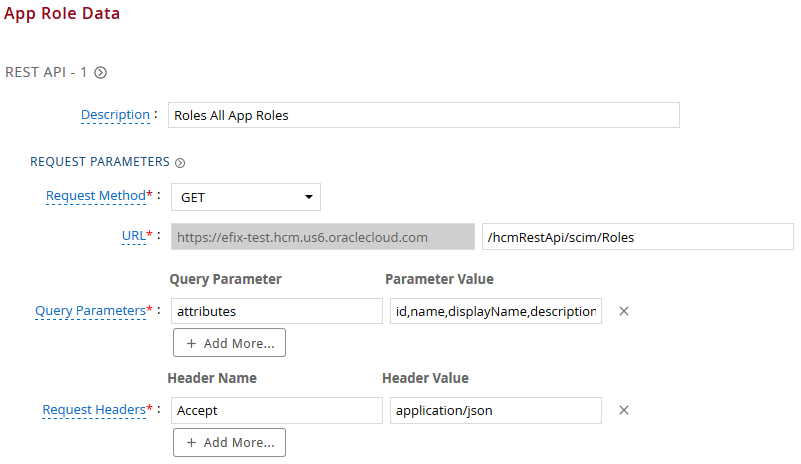 App Role Data
REST API - 1
Description :
Roles All App Roles
REQUEST PARAMETERS
Request Method* :
GET
URL* :
https://efix-test.hcm.us6.oraclecloud.com
/hcmRestApi/scim/Roles
Query Parameter Parameter Value
Query Parameters* :
attributes
id,name,displayName,description
+ Add More...
Header Name Header Value
Request Headers* :
Accept
application/json
+ Add More...